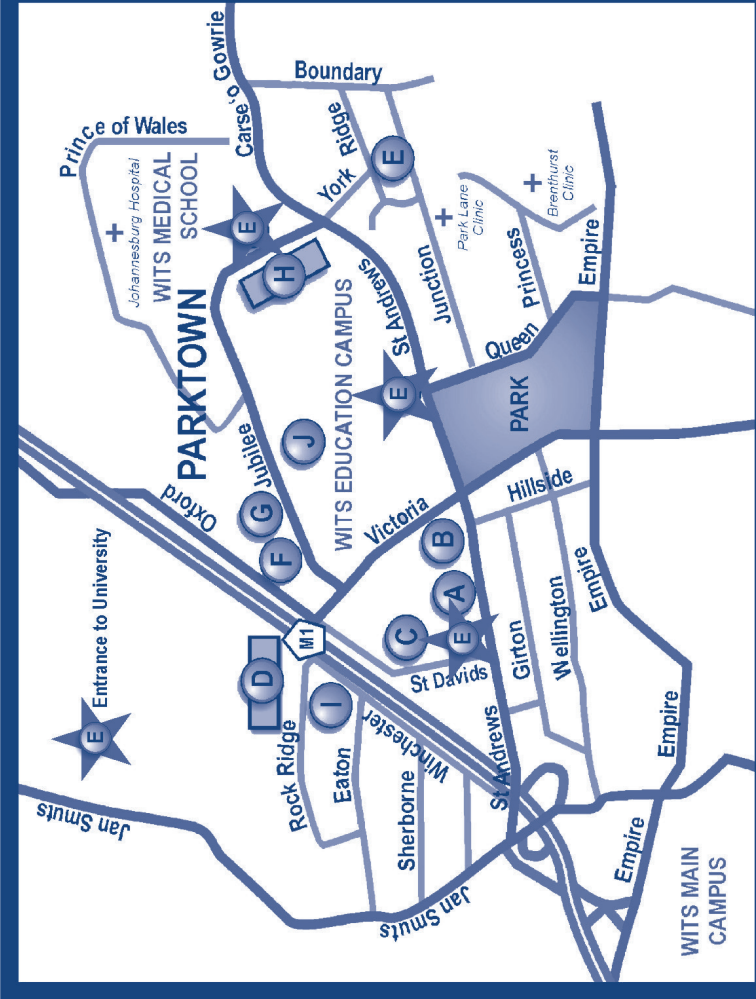 Entrance to University
E
Jan Smuts
Oxford
PARKTOWN
Prince of Wales
Johannesburg Hospital
WITS MEDICAL
SCHOOL
Carse'o Gowrie
Boundary
York
Ridge
E
E
H
Jubilee
WITS EDUCATION CAMPUS
J
G
F
M1
D
I
Rock Ridge
Eaton
Winchester
Sherborne
Jan Smuts
Victoria
St Andrews
E
Junction
Park Lane
Clinic
Brenthurst
Clinic
Princess
Queen
Empire
PARK
B
A
C
E
St Davids
Hillside
Girton
Wellington
Empire
St Andrews
Empire
Empire
WITS MAIN
CAMPUS